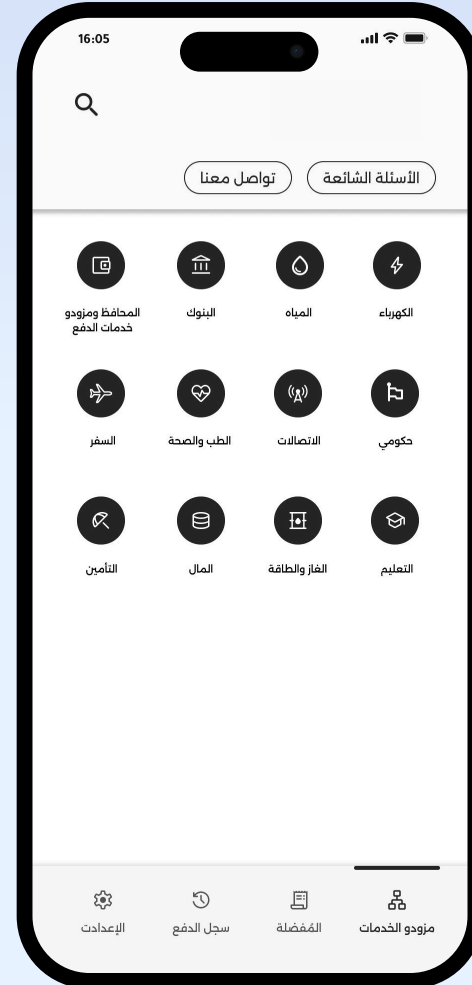 16:05
الأسئلة الشائعة
تواصل معنا
الكهرباء
المياه
البنوك
المحافظ ومزودو
خدمات الدفع
حكومي
الاتصالات
الطب والصحة
السفر
التعليم
الغاز والطاقة
المال
التأمين
مزودو الخدمات
المُفضلة
سجل الدفع
الإعدادت